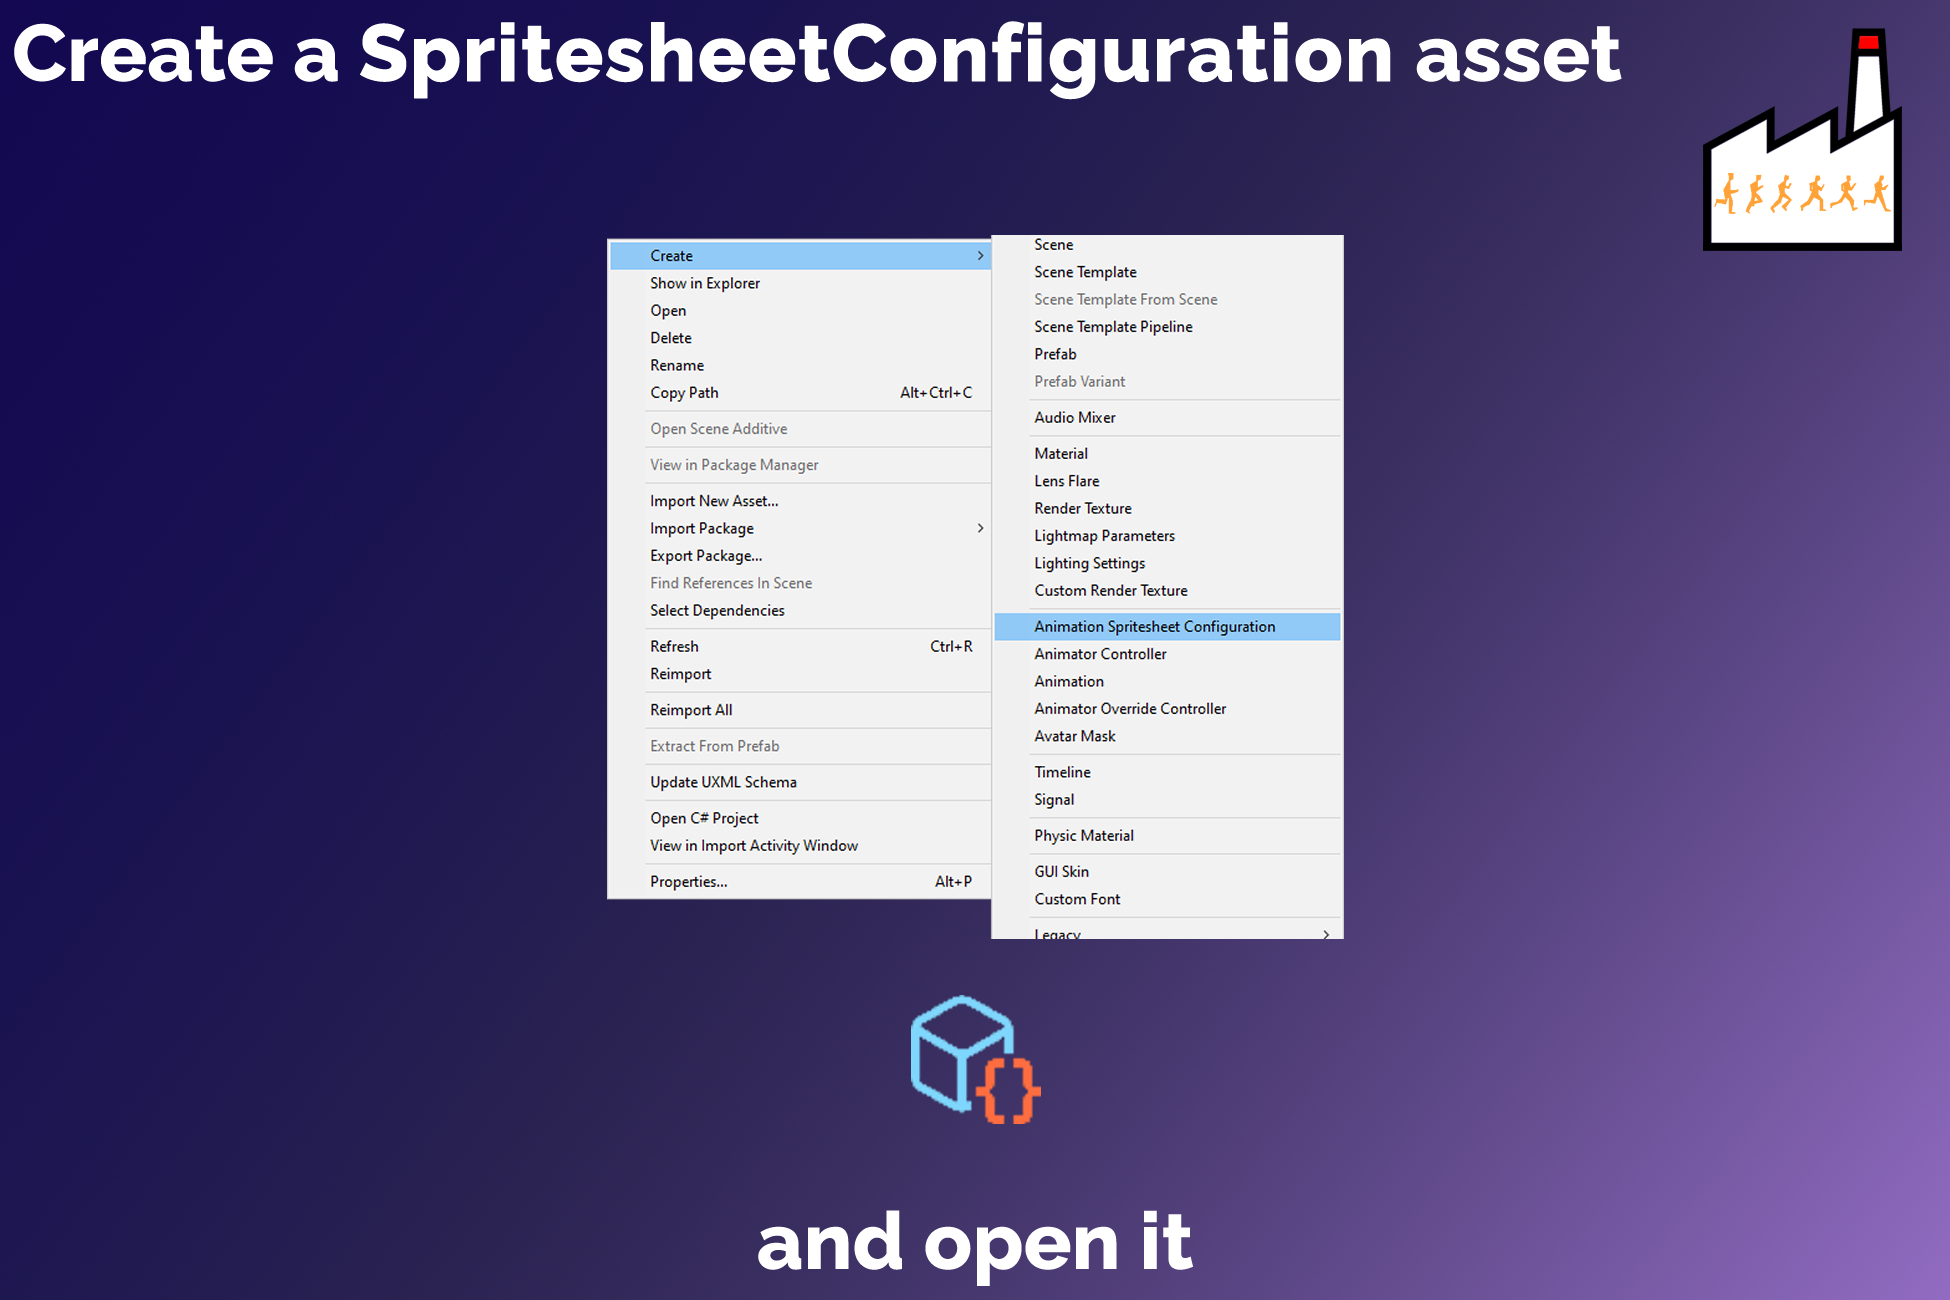 Create a SpritesheetConfiguration asset
Create
Show in Explorer
Open
Delete
Rename
Copy Path Alt+Ctrl+C
Open Scene Additive
View in Package Manager
Import New Asset...
Import Package
Export Package...
Find References In Scene
Select Dependencies
Refresh Ctrl+R
Reimport
Reimport All
Extract From Prefab
Update UXML Schema
Open C# Project
View in Import Activity Window
Properties... Alt+P
Scene
Scene Template
Scene Template From Scene
Scene Template Pipeline
Prefab
Prefab Variant
Audio Mixer
Material
Lens Flare
Render Texture
Lightmap Parameters
Lighting Settings
Custom Render Texture
Animation Spritesheet Configuration
Animator Controller
Animation
Animator Override Controller
Avatar Mask
Timeline
Signal
Physic Material
GUI Skin
Custom Font
Legacy
and open it